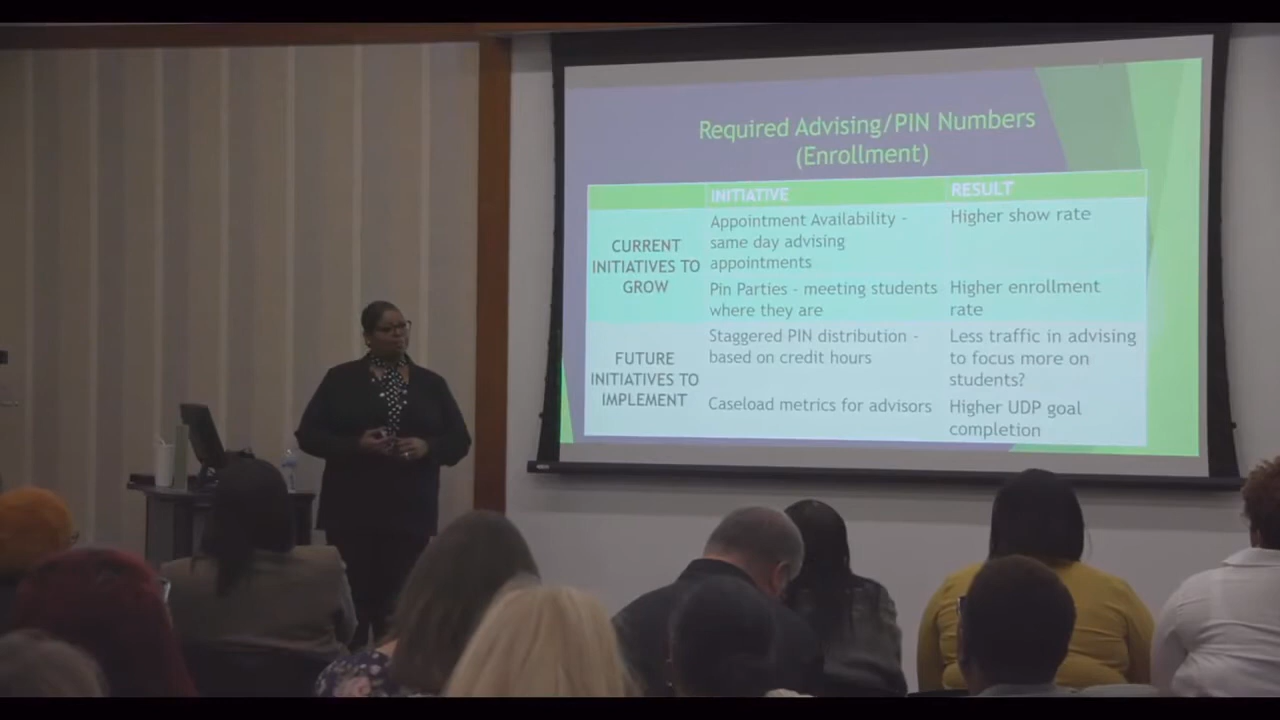 Required Advising/PIN Numbers
(Enrollment)
INITIATIVE
RESULT
CURRENT
INITIATIVES TO
GROW
Appointment Availability -
same day advising
appointments
Higher show rate
Pin Parties - meeting students
where they are
Higher enrollment
rate
FUTURE
INITIATIVES TO
IMPLEMENT
Staggered PIN distribution -
based on credit hours
Less traffic in advising
to focus more on
students?
Caseload metrics for advisors
Higher UDP goal
completion